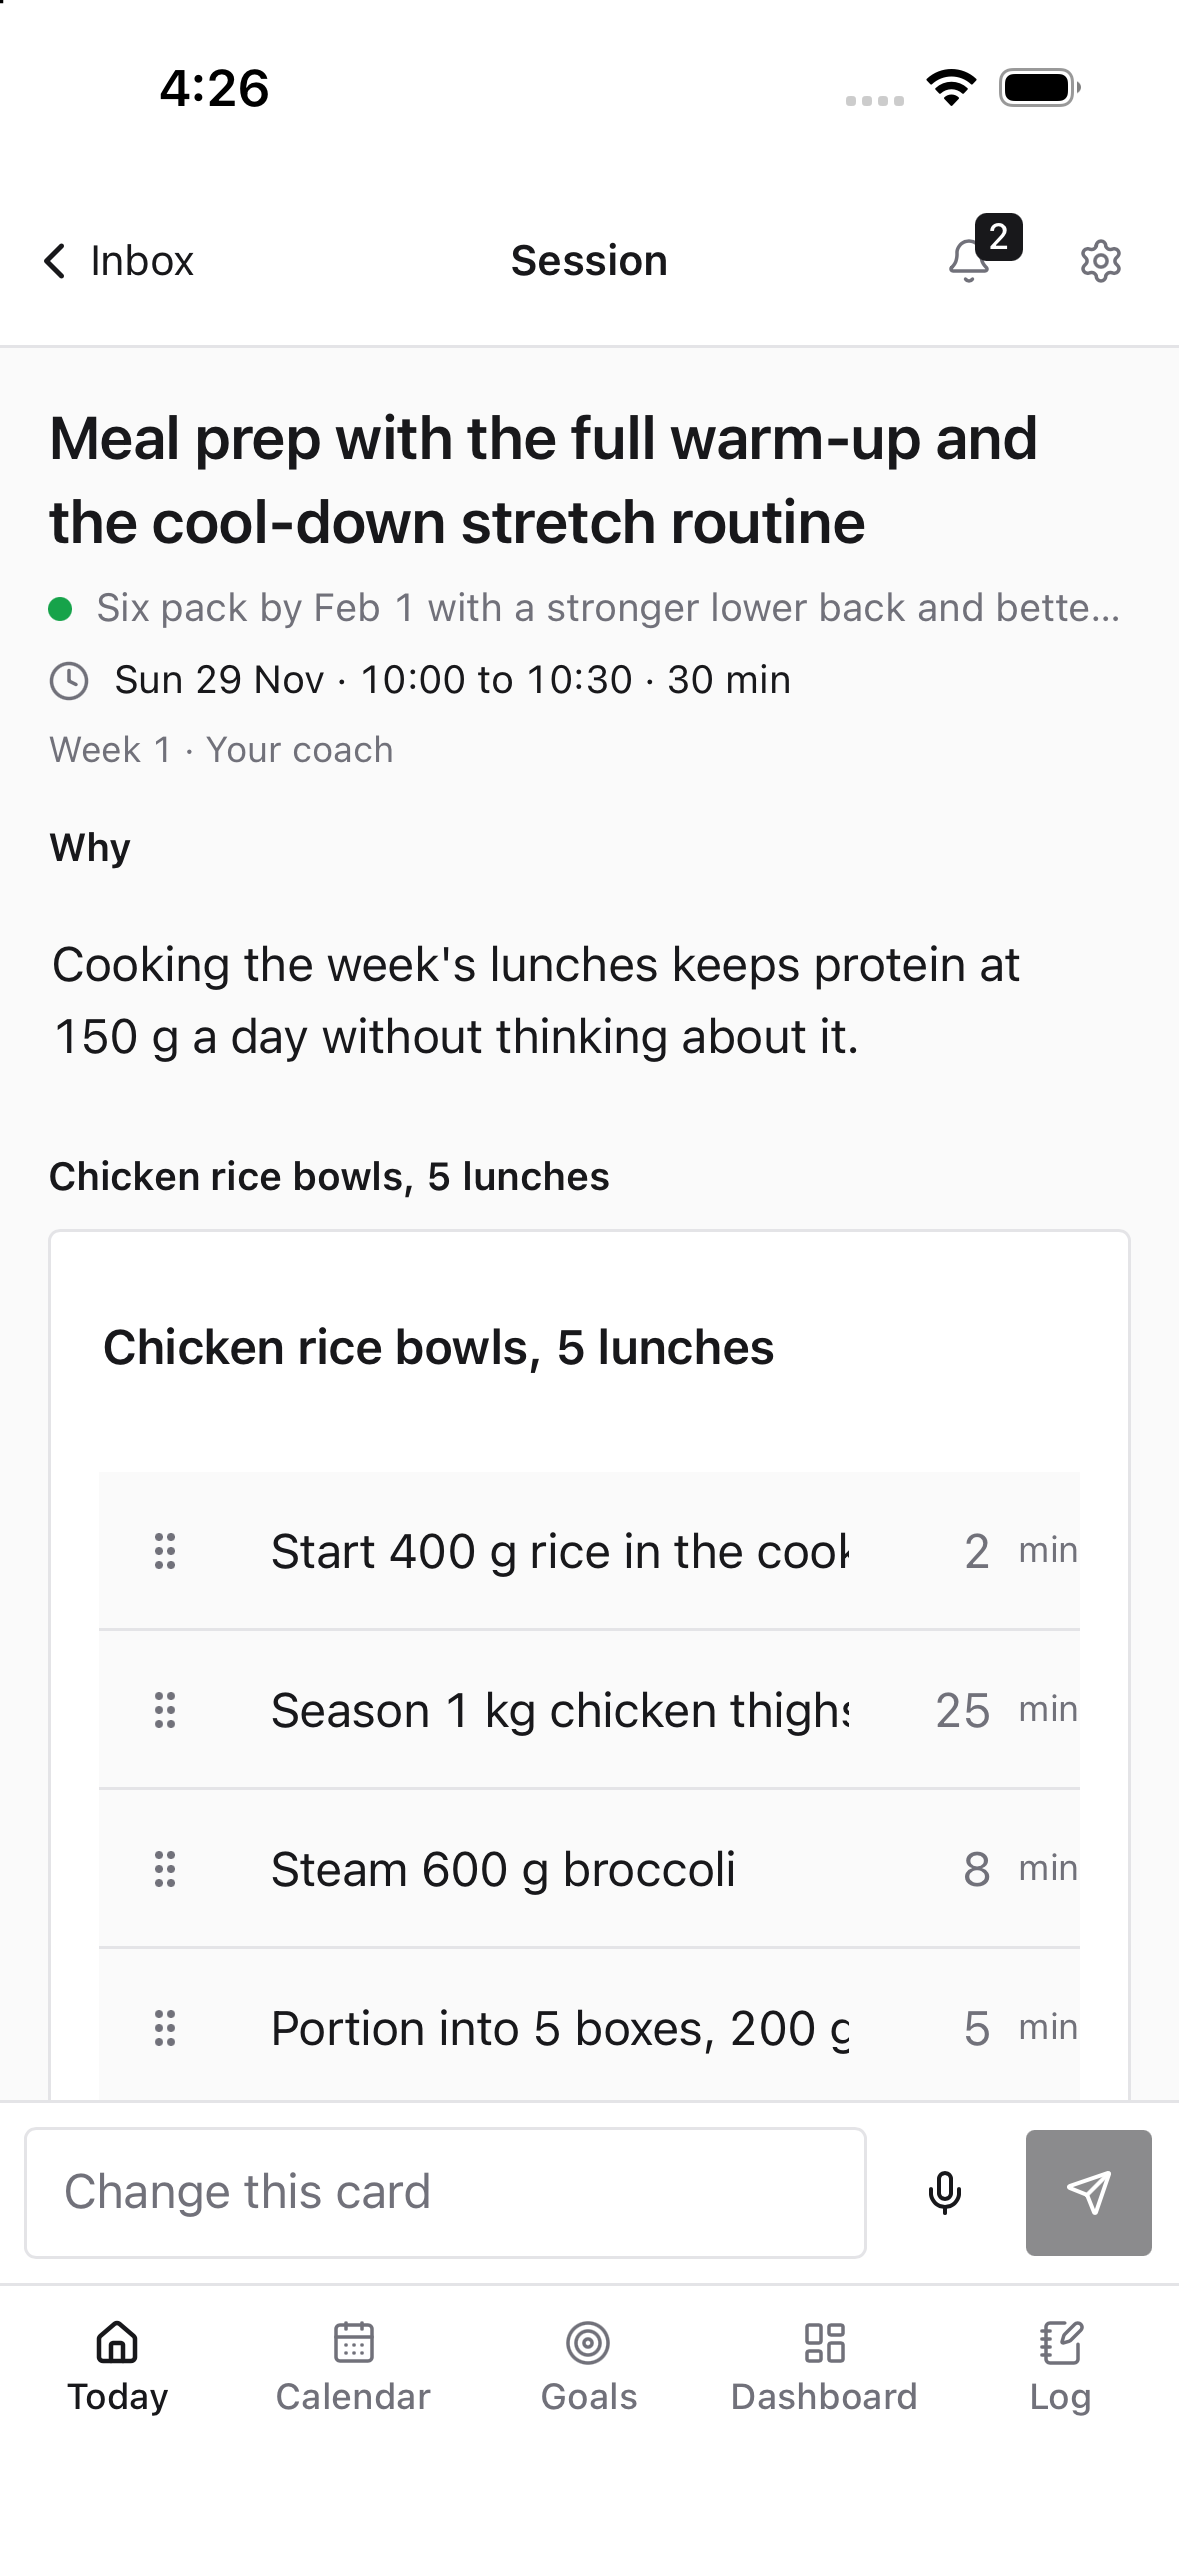 4:26
Inbox
Session
2
Meal prep with the full warm-up and
the cool-down stretch routine
Six pack by Feb 1 with a stronger lower back and bette...
Sun 29 Nov · 10:00 to 10:30 · 30 min
Week 1 · Your coach
Why
Cooking the week's lunches keeps protein at
150 g a day without thinking about it.
Chicken rice bowls, 5 lunches
Chicken rice bowls, 5 lunches
Start 400 g rice in the cook 2 min
Season 1 kg chicken thighs 25 min
Steam 600 g broccoli 8 min
Portion into 5 boxes, 200 g 5 min
Change this card
Today
Calendar
Goals
Dashboard
Log